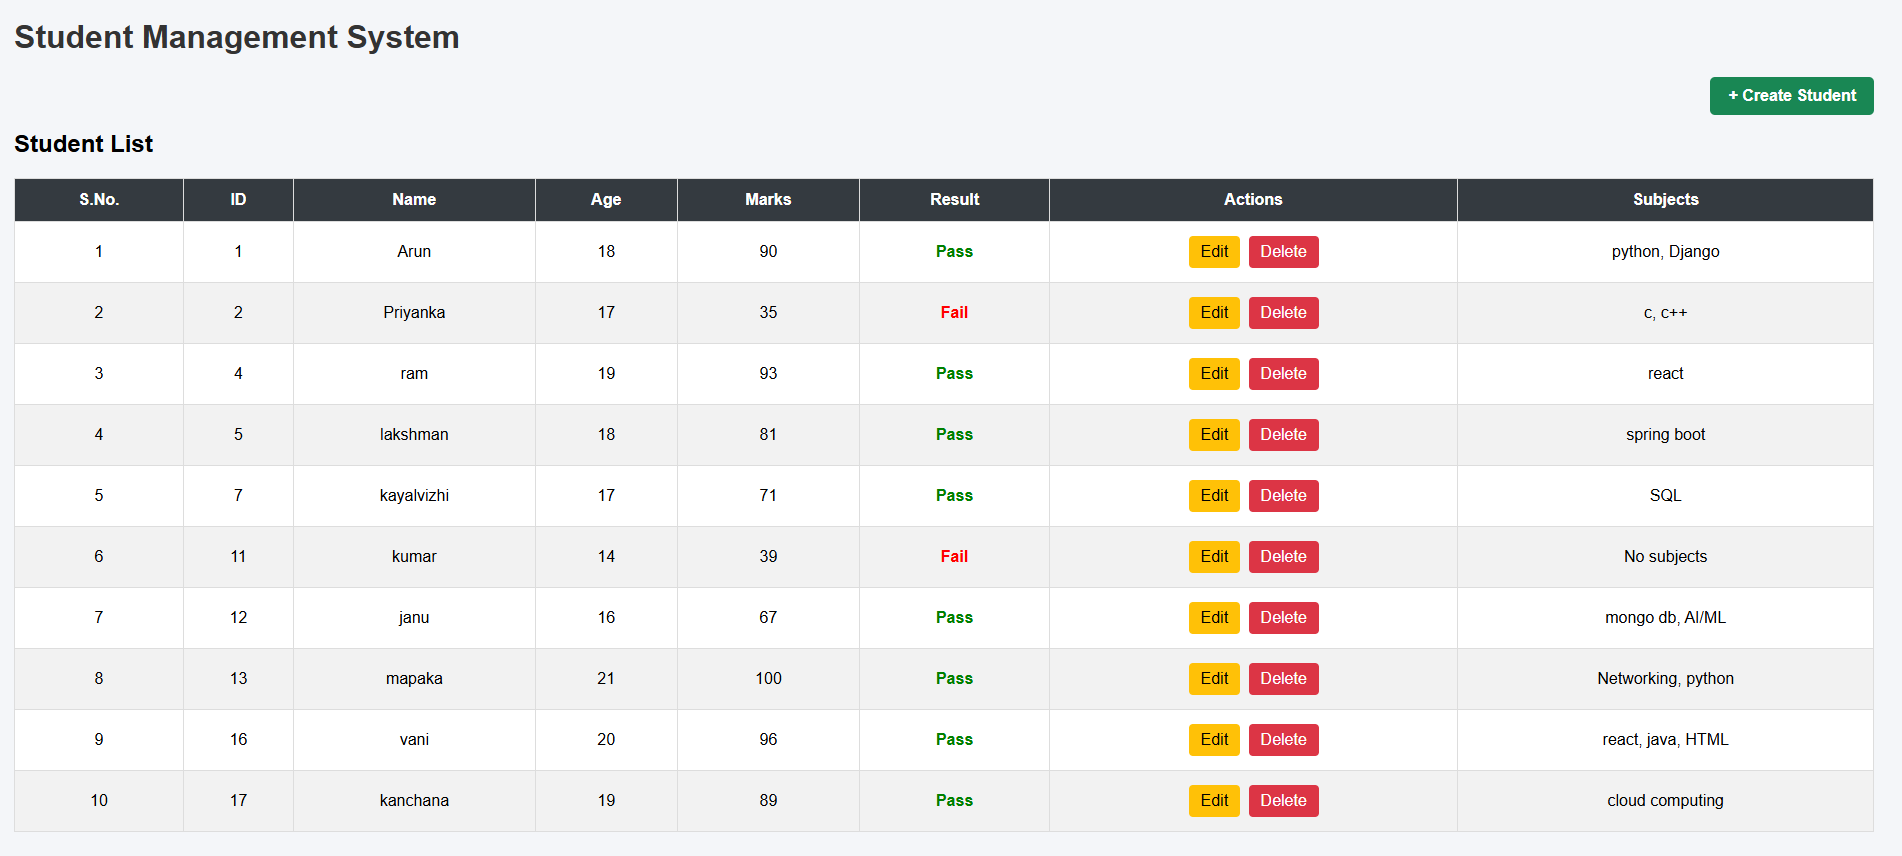 Student Management System
+ Create Student
Student List
S.No. ID Name Age Marks Result Actions Subjects
1 1 Arun 18 90 Pass Edit Delete python, Django
2 2 Priyanka 17 35 Fail Edit Delete c, c++
3 4 ram 19 93 Pass Edit Delete react
4 5 lakshman 18 81 Pass Edit Delete spring boot
5 7 kayalvizhi 17 71 Pass Edit Delete SQL
6 11 kumar 14 39 Fail Edit Delete No subjects
7 12 janu 16 67 Pass Edit Delete mongo db, AI/ML
8 13 mapaka 21 100 Pass Edit Delete Networking, python
9 16 vani 20 96 Pass Edit Delete react, java, HTML
10 17 kanchana 19 89 Pass Edit Delete cloud computing